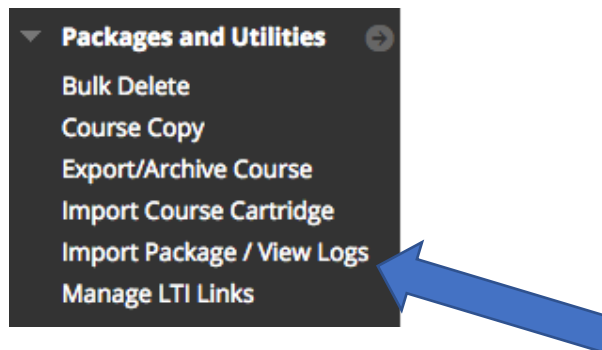 Packages and Utilities
Bulk Delete
Course Copy
Export/Archive Course
Import Course Cartridge
Import Package / View Logs
Manage LTI Links